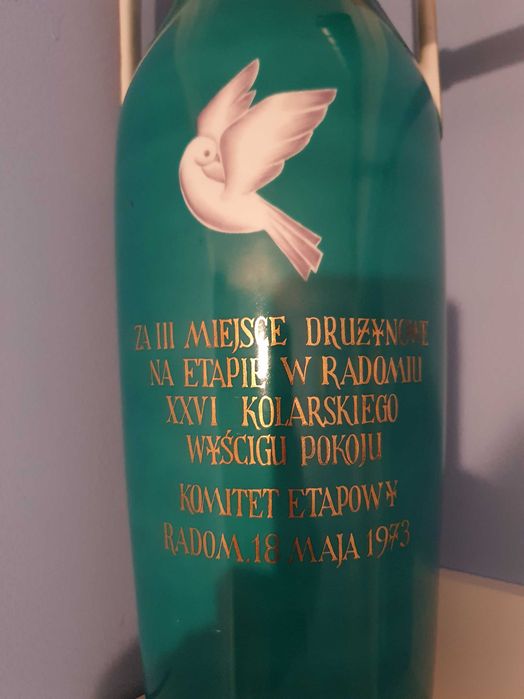 ZA III MIEJSCE DRUŻYNOWE
NA ETAPIE W RADOMIU
XXVI KOLARSKIEGO
WYŚCIGU POKOJU
KOMITET ETAPOWY
RADOM, 18 MAJA 1973